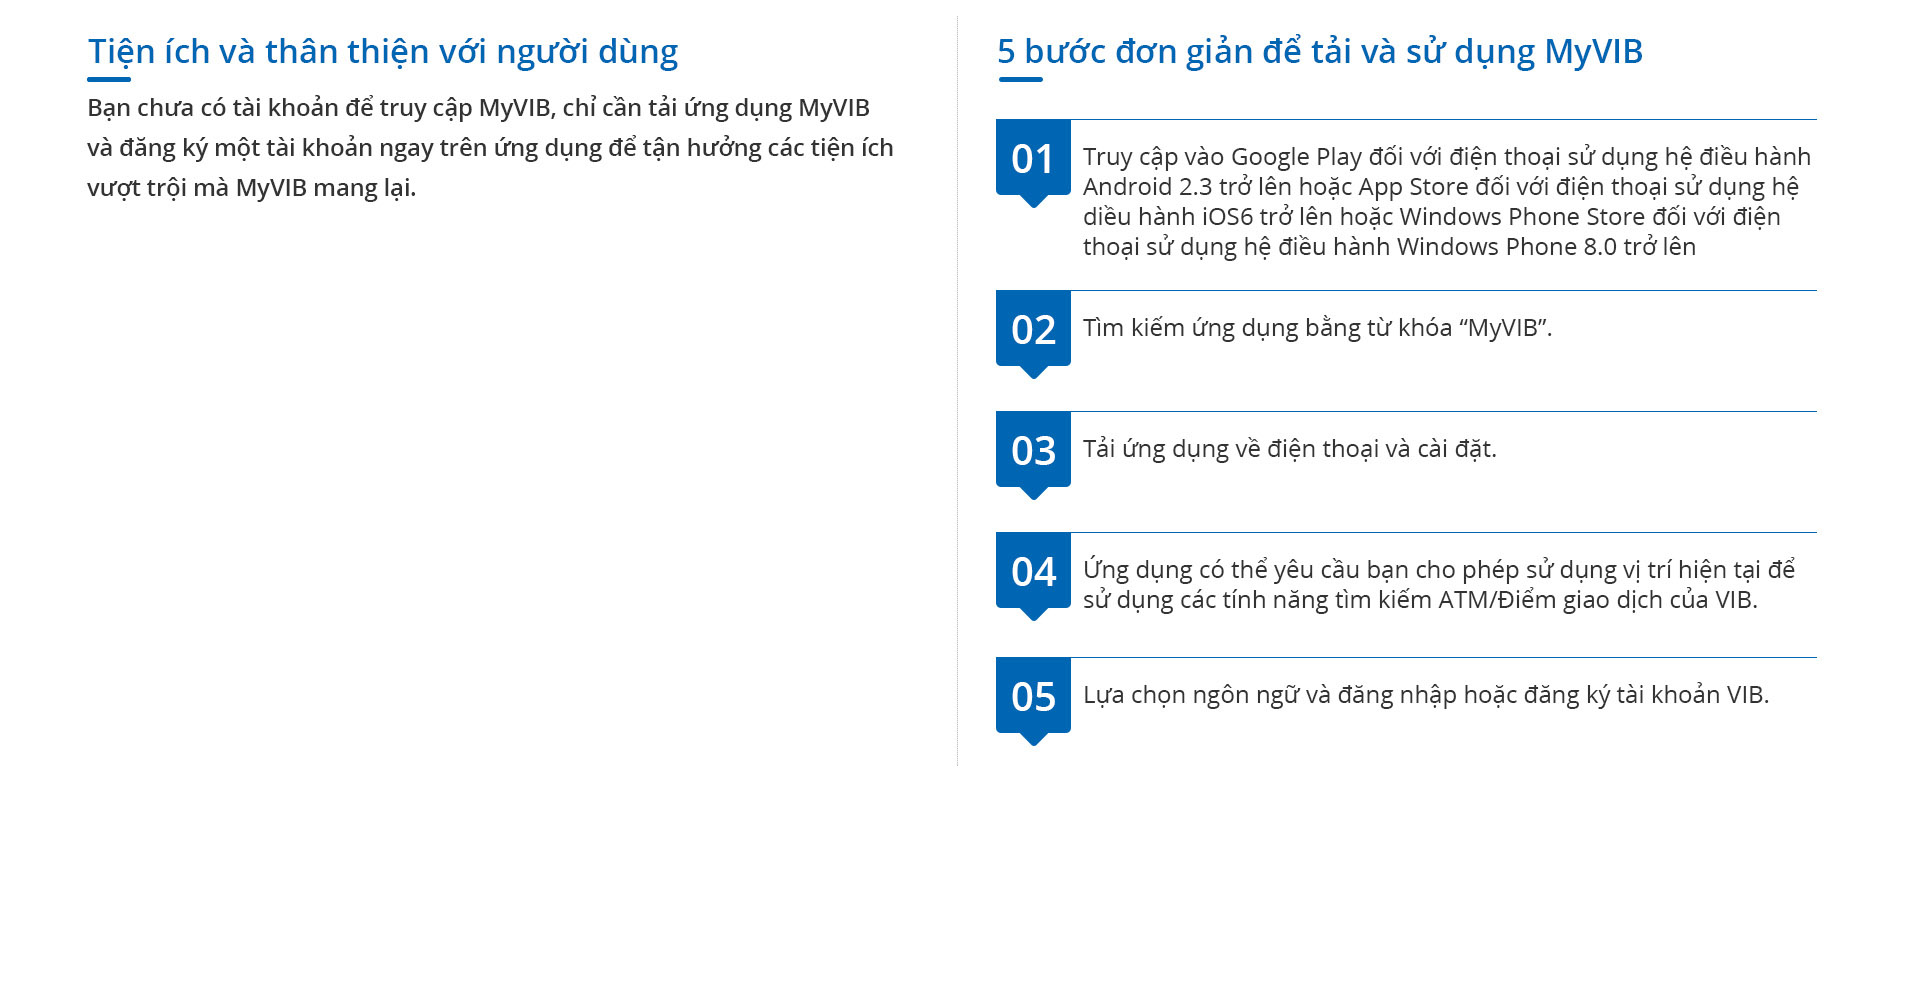 Tiện ích và thân thiện với người dùng
Bạn chưa có tài khoản để truy cập MyVIB, chỉ cần tải ứng dụng MyVIB
và đăng ký một tài khoản ngay trên ứng dụng để tận hưởng các tiện ích
vượt trội mà MyVIB mang lại.
5 bước đơn giản để tải và sử dụng MyVIB
01
Truy cập vào Google Play đối với điện thoại sử dụng hệ điều hành
Android 2.3 trở lên hoặc App Store đối với điện thoại sử dụng hệ
diều hành iOS6 trở lên hoặc Windows Phone Store đối với điện
thoại sử dụng hệ điều hành Windows Phone 8.0 trở lên
02
Tìm kiếm ứng dụng bằng từ khóa “MyVIB”.
03
Tải ứng dụng về điện thoại và cài đặt.
04
Ứng dụng có thể yêu cầu bạn cho phép sử dụng vị trí hiện tại để
sử dụng các tính năng tìm kiếm ATM/Điểm giao dịch của VIB.
05
Lựa chọn ngôn ngữ và đăng nhập hoặc đăng ký tài khoản VIB.